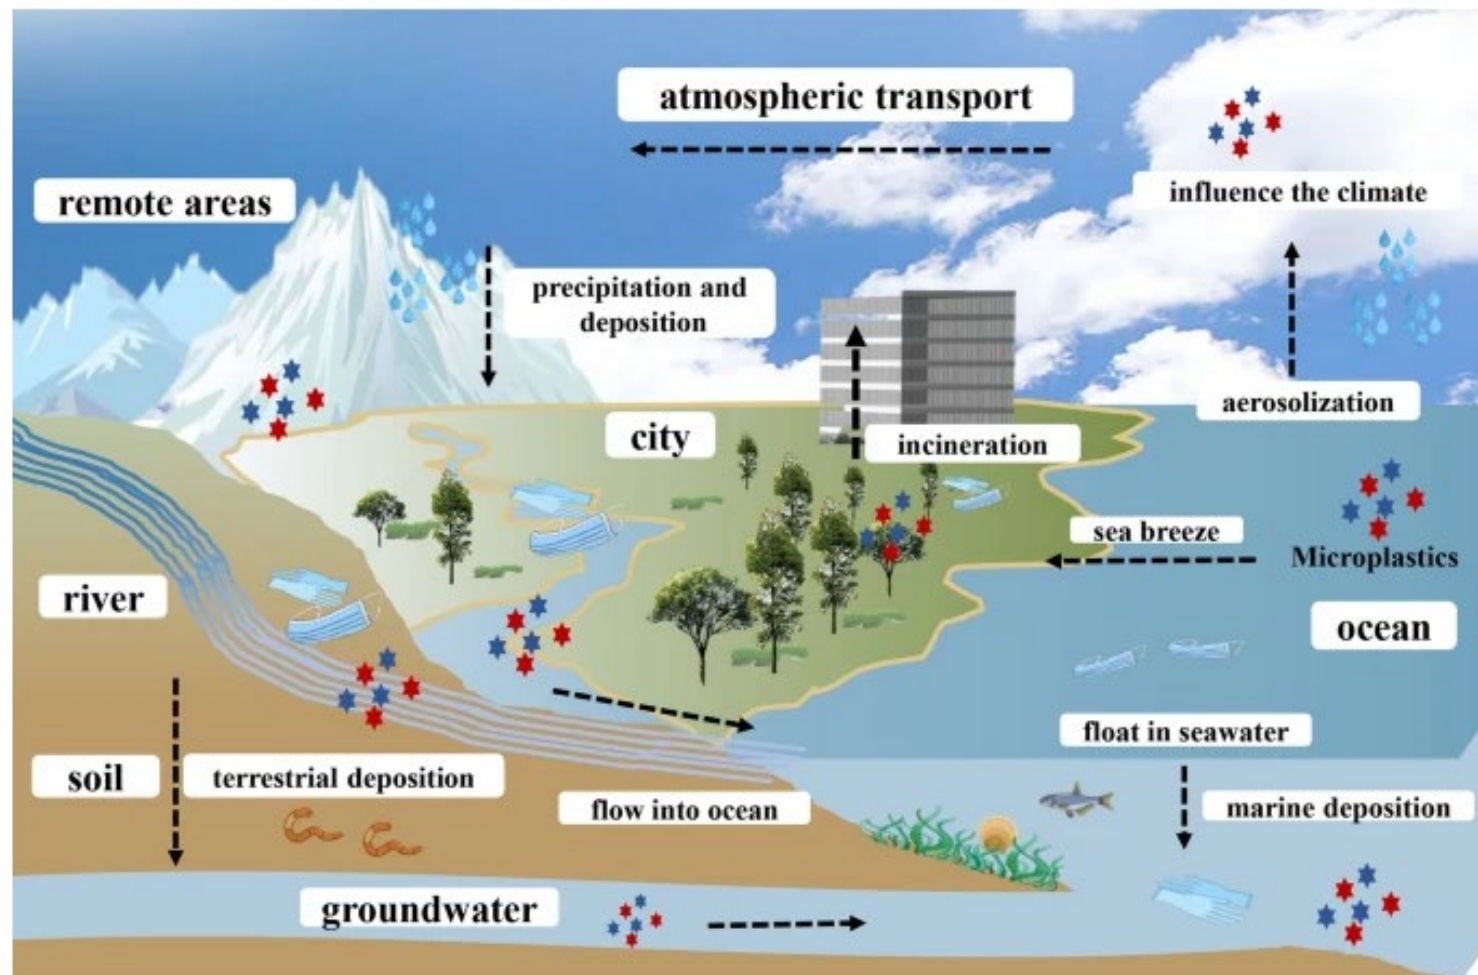 atmospheric transport
remote areas
influence the climate
precipitation and
deposition
aerosolization
city
incineration
sea breeze
Microplastics
river
ocean
float in seawater
soil
terrestrial deposition
flow into ocean
marine deposition
groundwater